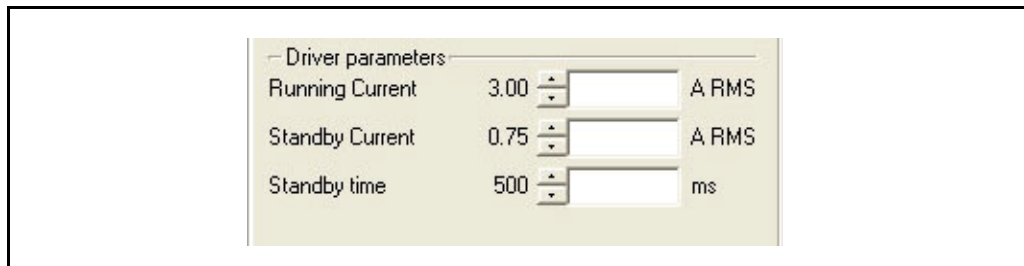 Driver parameters
Running Current 3.00 A RMS
Standby Current 0.75 A RMS
Standby time 500 ms